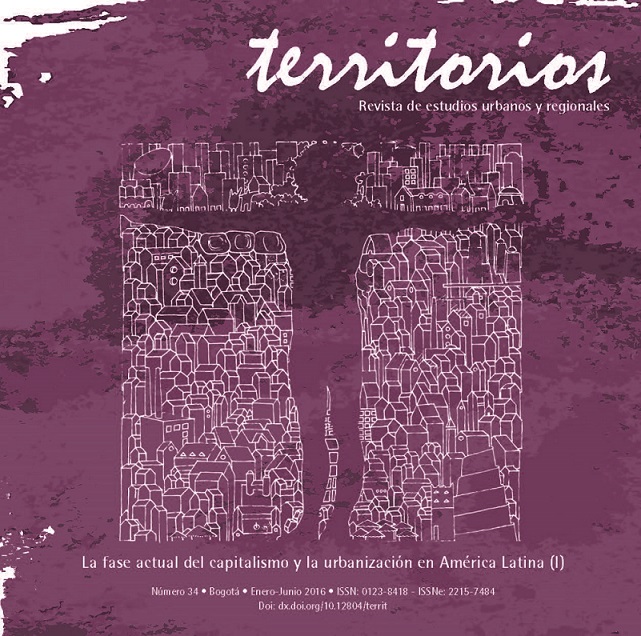 territorios
Revista de estudios urbanos y regionales
La fase actual del capitalismo y la urbanización en América Latina (I)
Número 34 • Bogotá • Enero-Junio 2016 • ISSN: 0123-8418 - ISSNe: 2215-7484
Doi: dx.doi.org/10.12804/territ